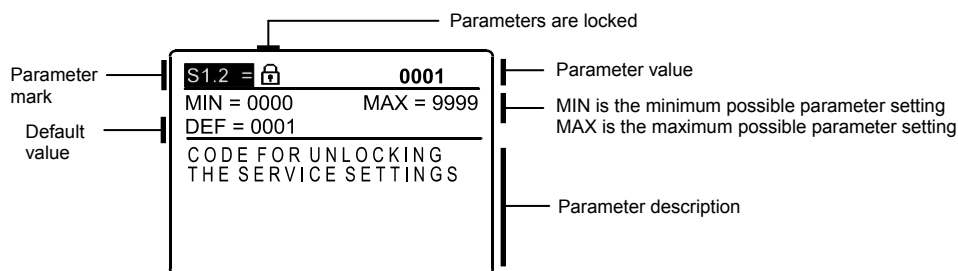 Parameters are locked
Parameter mark
S1.2 =
0001
Parameter value
MIN = 0000
MAX = 9999
MIN is the minimum possible parameter setting
MAX is the maximum possible parameter setting
Default value
DEF = 0001
CODE FOR UNLOCKING
THE SERVICE SETTINGS
Parameter description